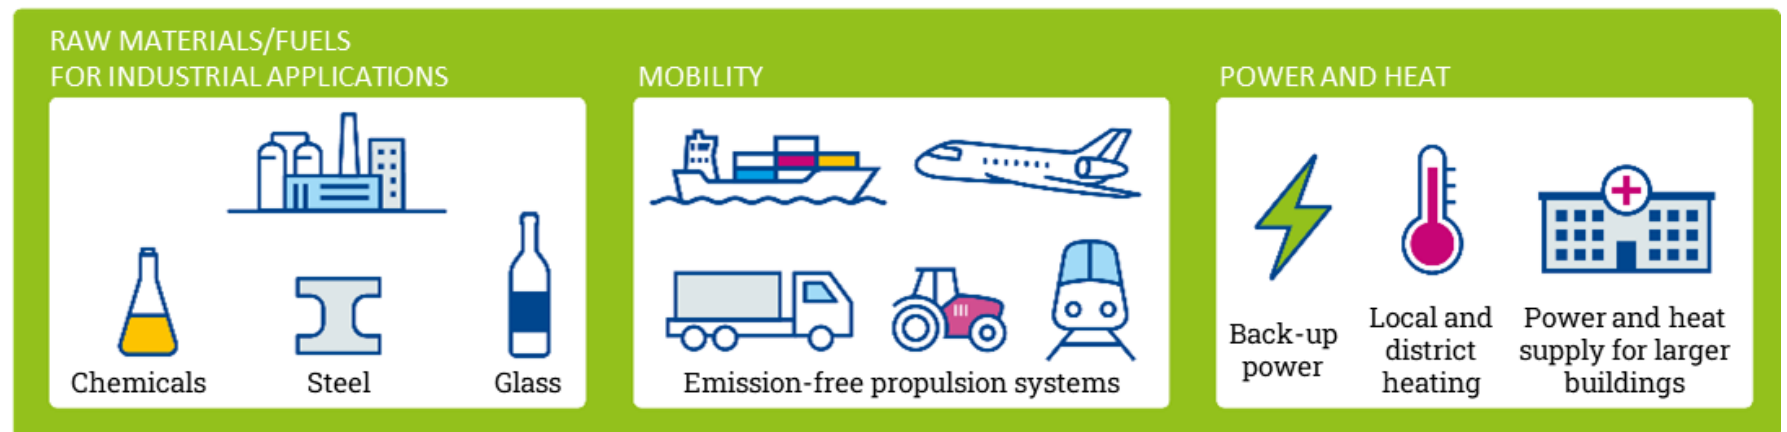 RAW MATERIALS/FUELS
FOR INDUSTRIAL APPLICATIONS
Chemicals
Steel
Glass
MOBILITY
Emission-free propulsion systems
POWER AND HEAT
Back-up
power
Local and
district
heating
Power and heat
supply for larger
buildings